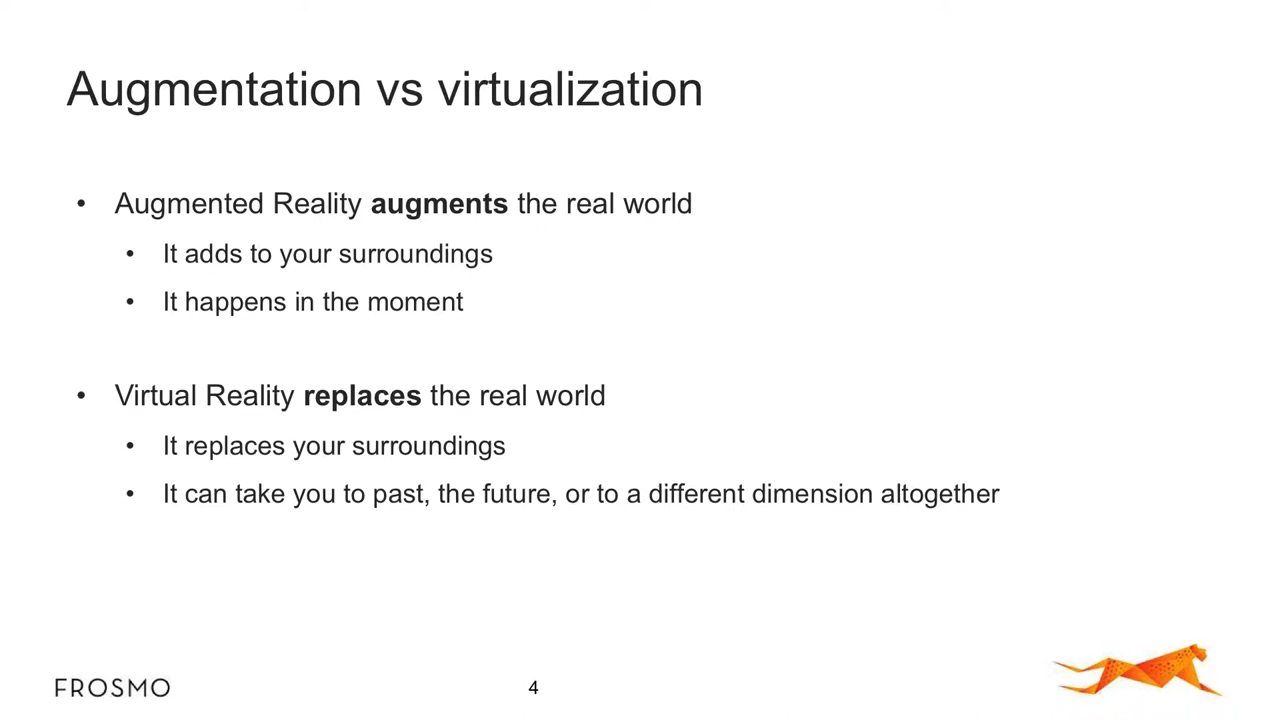 Augmentation vs virtualization
• Augmented Reality augments the real world
• It adds to your surroundings
• It happens in the moment
• Virtual Reality replaces the real world
• It replaces your surroundings
• It can take you to past, the future, or to a different dimension altogether
FROSMO
4